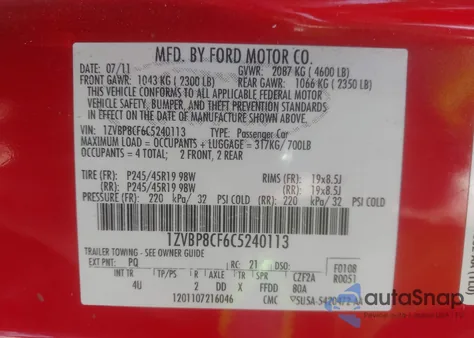 MFD. BY FORD MOTOR CO.
07/11 GVWR: 2087 KG (4600 LB)
FRONT GAWR: 1043 KG (2300 LB) REAR GAWR: 1066 KG (2350 LB)
THIS VEHICLE CONFORMS TO ALL APPLICABLE FEDERAL MOTOR
VEHICLE SAFETY, BUMPER, AND THEFT PREVENTION STANDARDS
IN EFFECT ON THE DATE OF MANUFACTURE SHOWN ABOVE.
VIN: 1ZVBP8CF6C5240113 TYPE: Passenger Car
MAXIMUM LOAD = OCCUPANTS + LUGGAGE = 317KG/700LB
OCCUPANTS = 4 TOTAL: 2 FRONT, 2 REAR
TIRES (FR): P245/45R19 98W RIMS (FR): 19x8.5J
TIRES (RR): P245/45R19 98W RIMS (RR): 19x8.5J
PRESSURE (FR): 220 kPa/ 32 PSI COLD (RR): 220 kPa/ 32 PSI COLD
1ZVBP8CF6C5240113
TRAILER TOWING - SEE OWNER GUIDE
EXT PNT: PQ RC: 21 DSO: F0108
R0051
INT TR TP/PS R AXLE TR SPR CZF2A
4U 2 X FFDD 80A
1201107216046 CMC
autoSnap